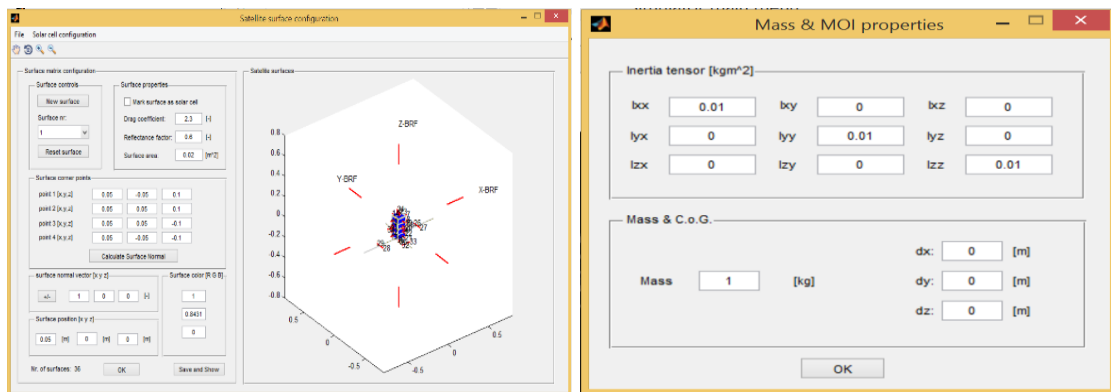 Satellite surface configuration
File Solar cell configuration
Surface matrix configuration
Surface controls
New surface
Surface nr:
1
Reset surface
Surface properties
Mark surface as solar cell
Drag coefficient: 2.3 [-]
Reflectance factor: 0.6 [-]
Surface area: 0.02 [m^2]
Surface corner points
point 1 [x,y,z] 0.05 -0.05 0.1
point 2 [x,y,z] 0.05 0.05 0.1
point 3 [x,y,z] 0.05 0.05 -0.1
point 4 [x,y,z] 0.05 -0.05 -0.1
Calculate Surface Normal
surface normal vector [x y z]
+/- 1 0 0 [-]
Surface position [x y z]
0.05 [m] 0 [m] 0 [m]
Surface color [R G B]
1
0.8431
0
Nr. of surfaces: 36
OK
Save and Show
Satellite surfaces
Z-BRF
Y-BRF
X-BRF
0.8
0.6
0.4
0.2
0
-0.2
-0.4
-0.6
-0.8
27
28
33
0.5
0
-0.5
-0.5
0
0.5
Mass & MOI properties
Inertia tensor [kgm^2]
Ixx 0.01 Ixy 0 Ixz 0
Iyx 0 Iyy 0.01 Iyz 0
Izx 0 Izy 0 Izz 0.01
Mass & C.o.G.
Mass 1 [kg]
dx: 0 [m]
dy: 0 [m]
dz: 0 [m]
OK